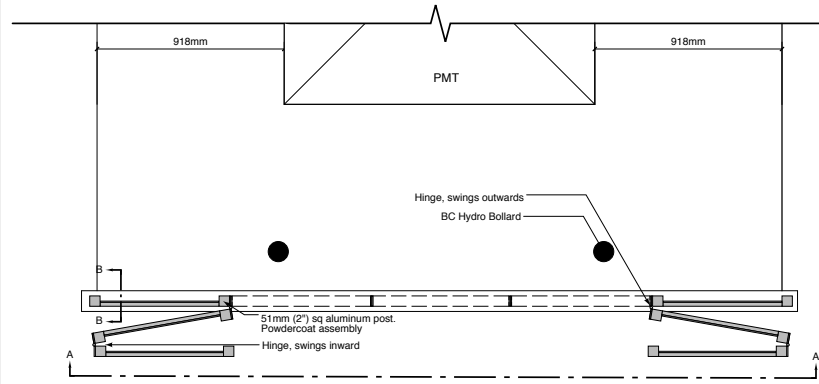 918mm
918mm
PMT
Hinge, swings outwards
BC Hydro Bollard
B
B
51mm (2") sq aluminum post.
Powdercoat assembly
Hinge, swings inward
A
A